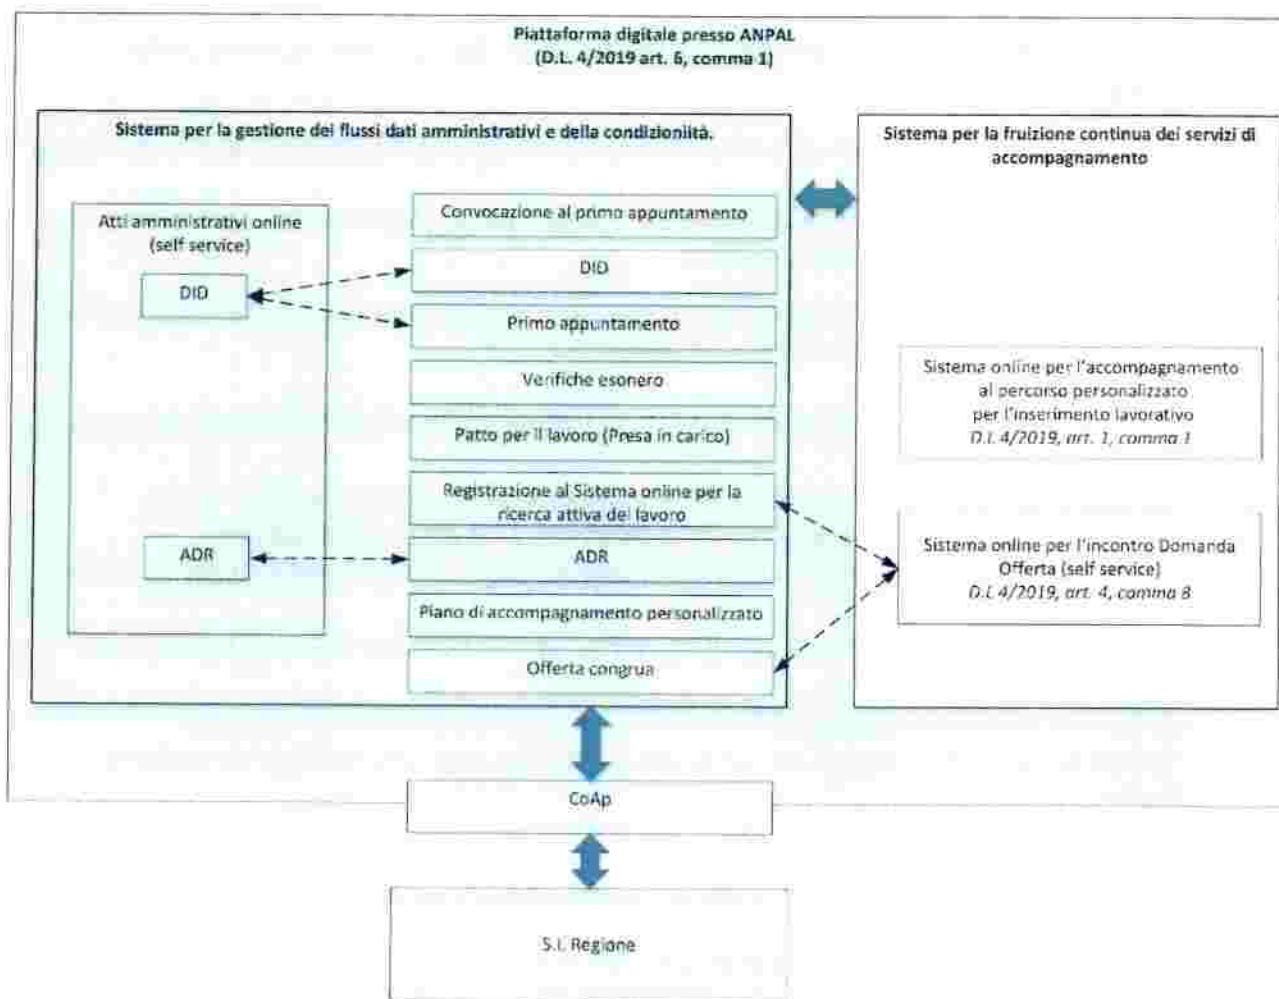 Piattaforma digitale presso ANPAL
(D.L. 4/2019 art. 6, comma 1)
Sistema per la gestione dei flussi dati amministrativi e della condizionlità.
Atti amministrativi online
(self service)
DID
ADR
Convocazione al primo appuntamento
DID
Primo appuntamento
Verifiche esonero
Patto per il lavoro (Presa in carico)
Registrazione al Sistema online per la
ricerca attiva del lavoro
ADR
Piano di accompagnamento personalizzato
Offerta congrua
Sistema per la fruizione continua dei servizi di
accompagnamento
Sistema online per l'accompagnamento
al percorso personalizzato
per l'inserimento lavorativo
D.L 4/2019, art. 1, comma 1
Sistema online per l'incontro Domanda
Offerta (self service)
D.L 4/2019, art. 4, comma 8
CoAp
S.I. Regione